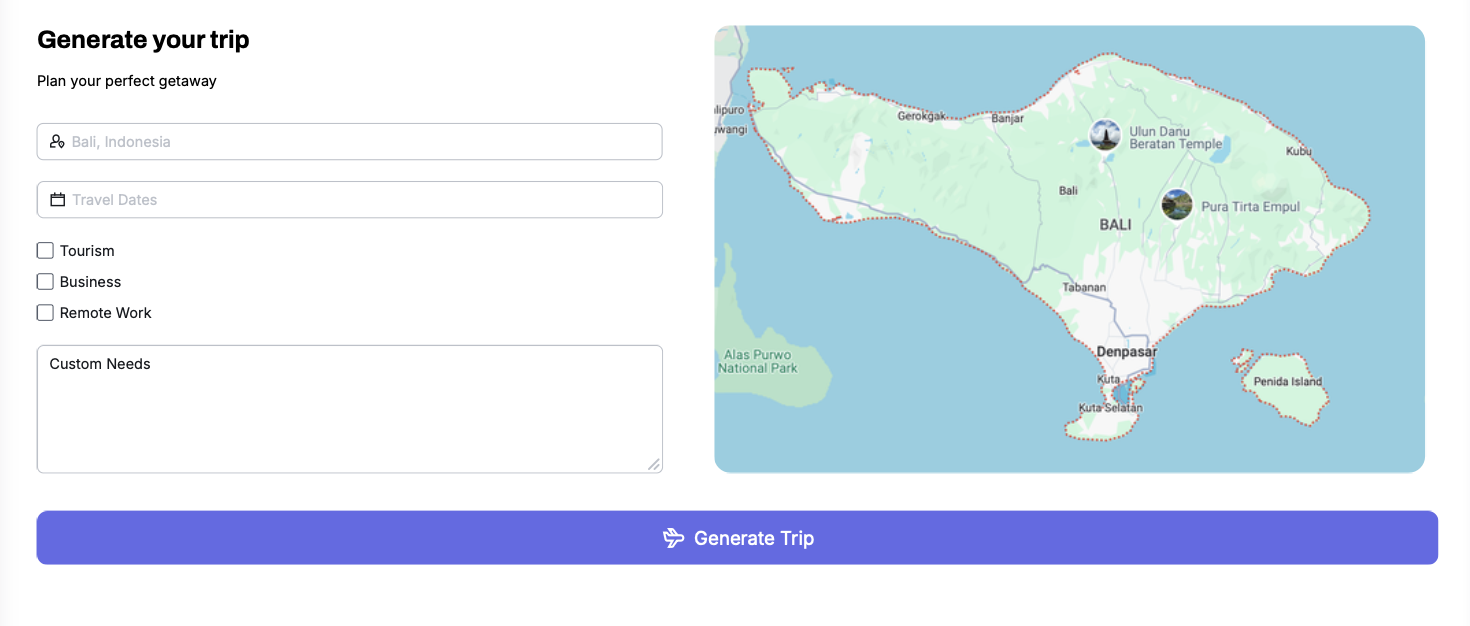 Generate your trip
Plan your perfect getaway
Bali, Indonesia
Travel Dates
Tourism
Business
Remote Work
Custom Needs
Generate Trip
lipuro
wangi
Gerokgak
Banjar
Ulun Danu
Beratan Temple
Kubu
Bali
Pura Tirta Empul
BALI
Tabanan
Denpasar
Alas Purwo
National Park
Kuta
Penida Island
Kuta Selatan